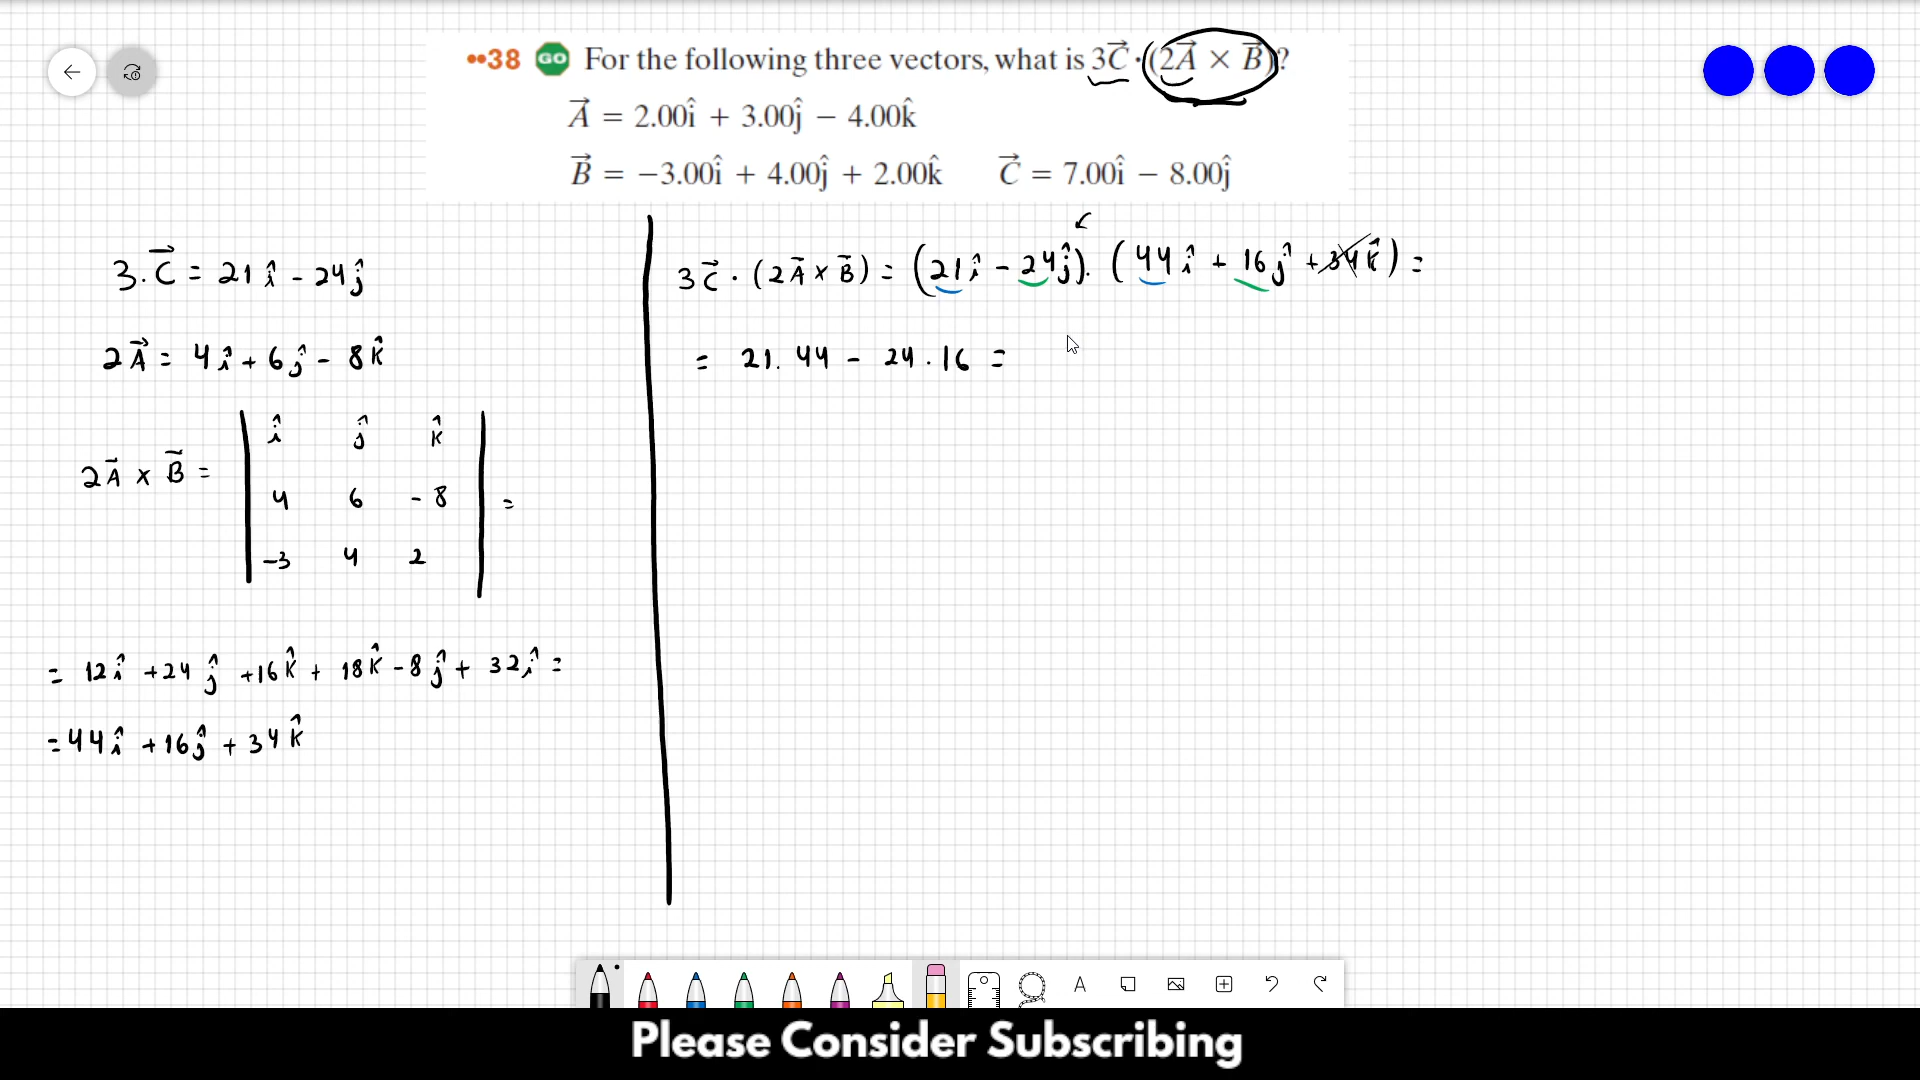 ••38 GO For the following three vectors, what is 3C⃗ · (2A⃗ × B⃗)?
A⃗ = 2.00î + 3.00ĵ − 4.00k̂
B⃗ = −3.00î + 4.00ĵ + 2.00k̂ C⃗ = 7.00î − 8.00ĵ
3.C⃗ = 21î - 24ĵ
2A⃗ = 4î + 6ĵ - 8k̂
2A⃗ × B⃗ =
î ĵ k̂
4 6 -8
-3 4 2
=
= 12î +24ĵ +16k̂ + 18k̂ - 8ĵ + 32î =
= 44î + 16ĵ + 34k̂
3C⃗ · (2A⃗ × B⃗) = (21î - 24ĵ). (44î + 16ĵ + 34k̂) =
= 21.44 - 24.16 =
A
Please Consider Subscribing